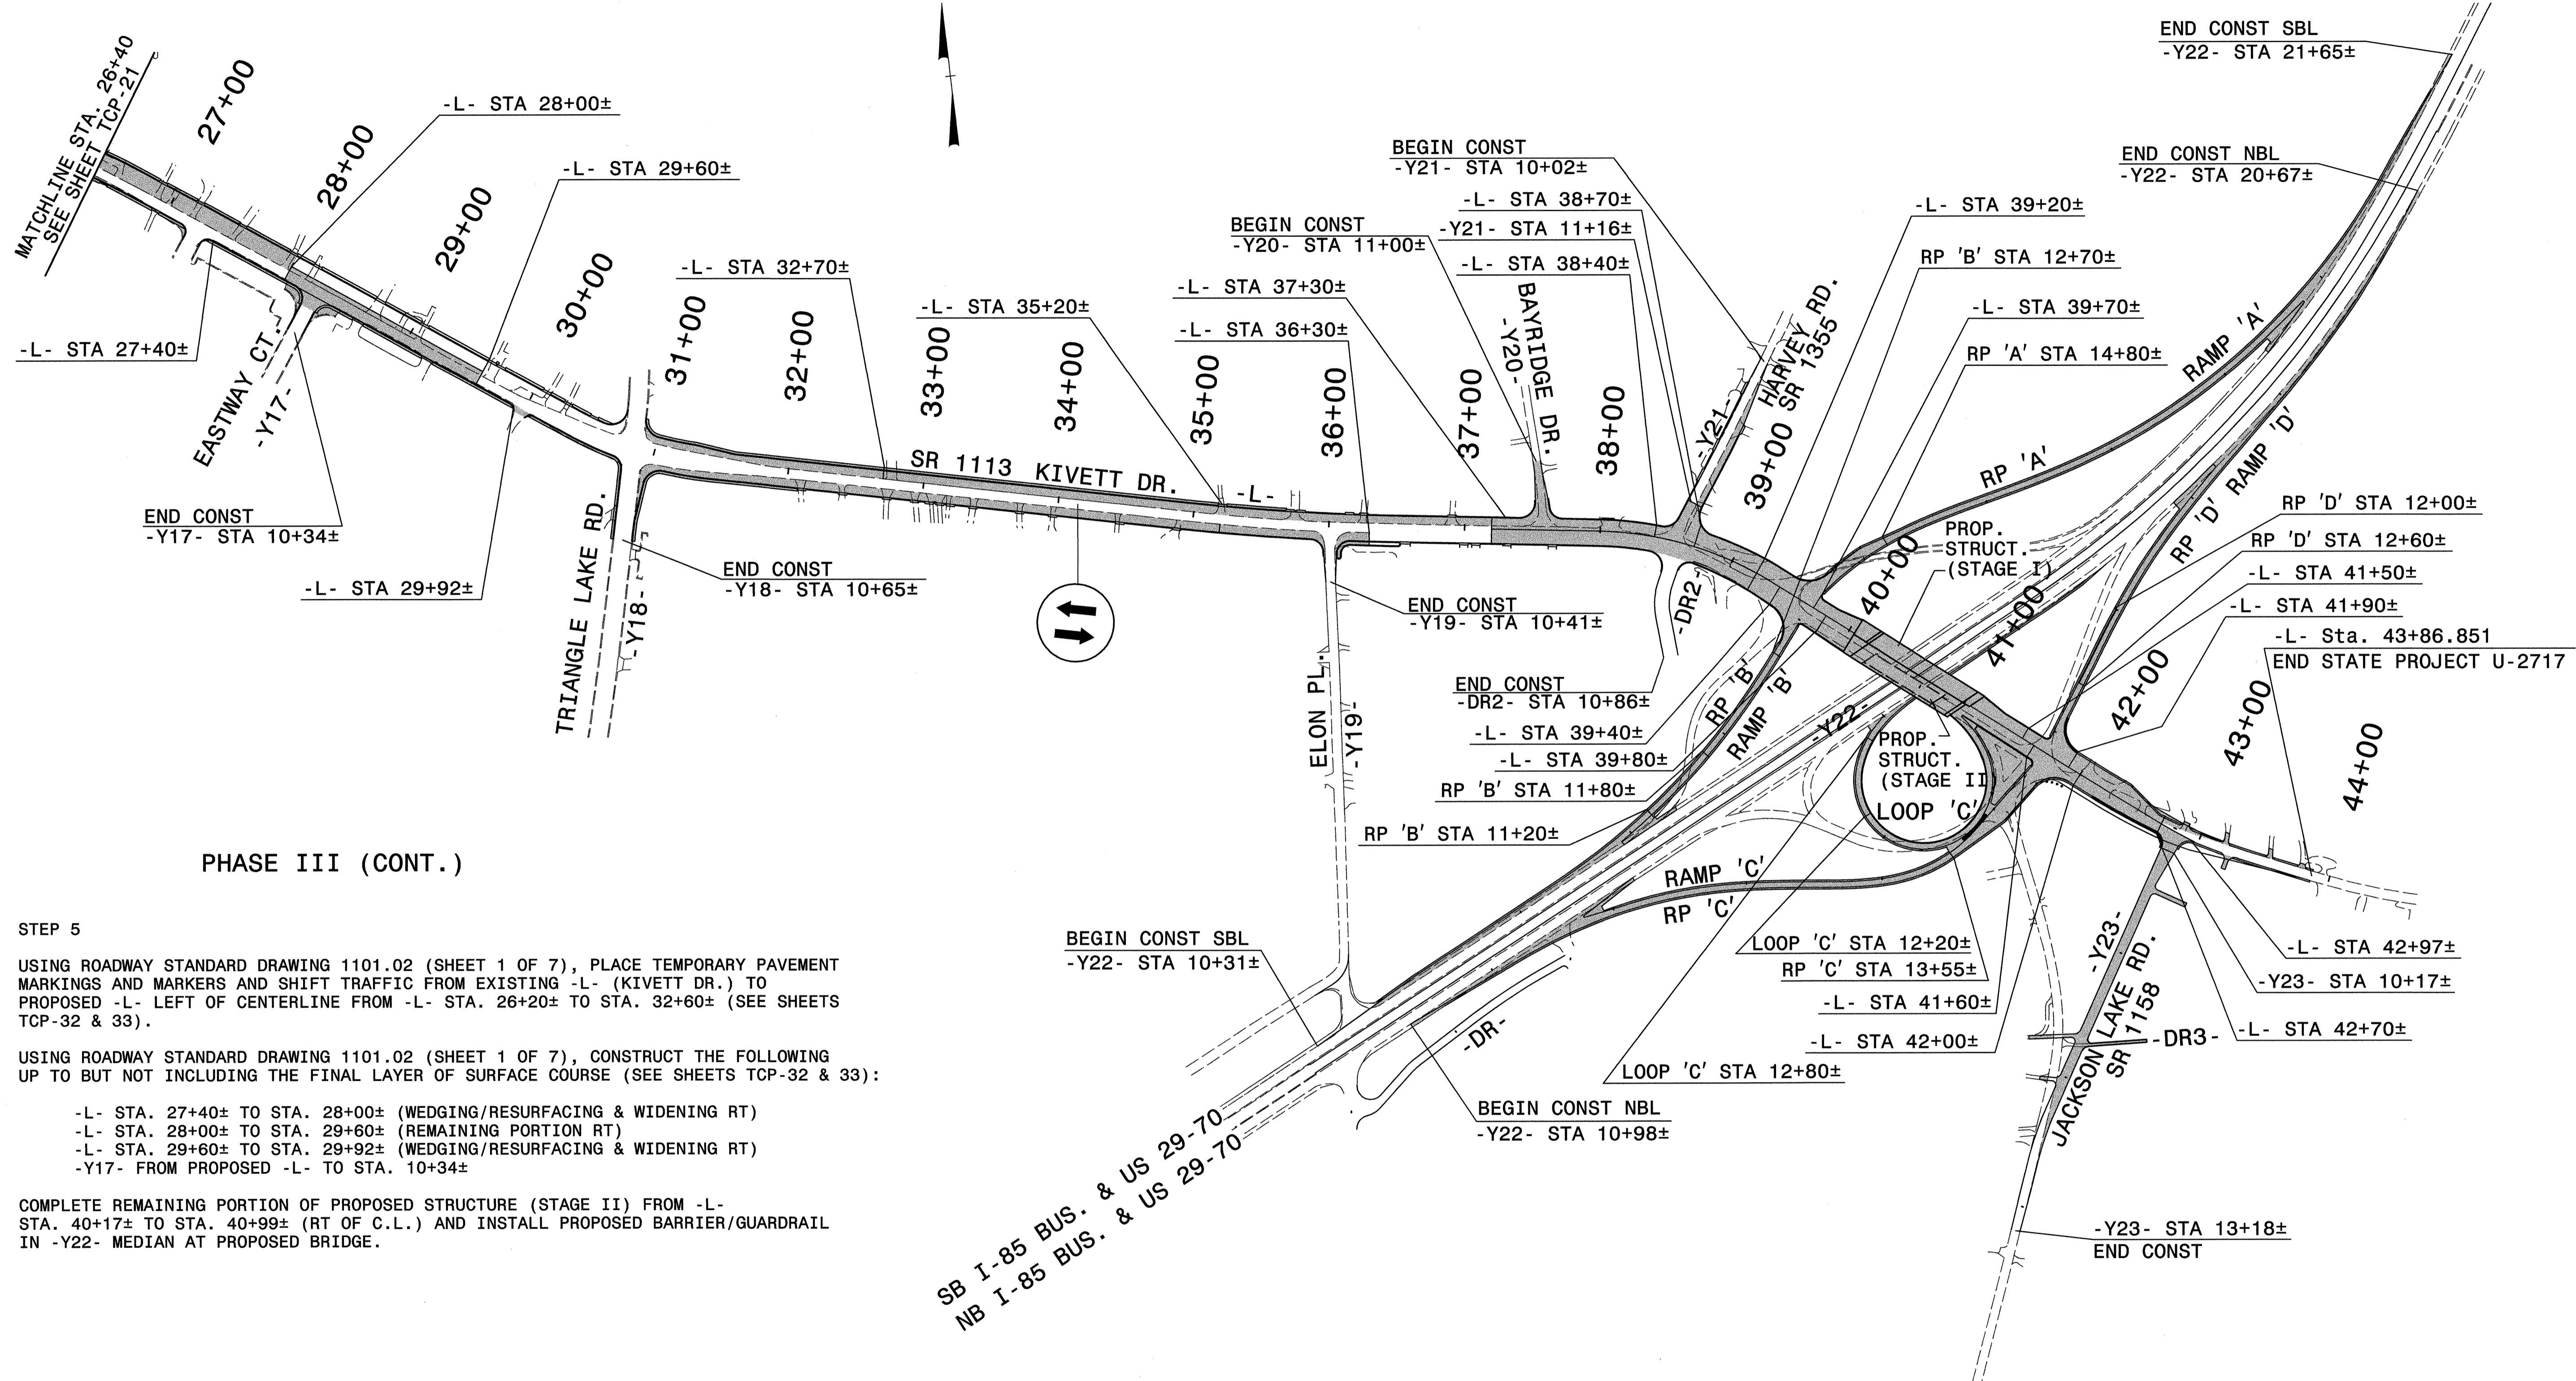 MATCHLINE STA. 26+40
SEE SHEET TCP-21
27+00
28+00
29+00
30+00
31+00
32+00
33+00
34+00
35+00
36+00
37+00
38+00
39+00
40+00
41+00
42+00
43+00
44+00
-L- STA 28+00±
-L- STA 29+60±
-L- STA 32+70±
-L- STA 35+20±
-L- STA 37+30±
-L- STA 36+30±
BEGIN CONST
-Y20- STA 11+00±
BEGIN CONST
-Y21- STA 10+02±
-L- STA 38+70±
-Y21- STA 11+16±
-L- STA 38+40±
END CONST SBL
-Y22- STA 21+65±
END CONST NBL
-Y22- STA 20+67±
-L- STA 39+20±
RP 'B' STA 12+70±
-L- STA 39+70±
RP 'A' STA 14+80±
BAYRIDGE DR.
-Y20-
HARVEY RD.
SR 1355
-Y21-
RAMP 'A'
RP 'A'
RAMP 'D'
RP 'D'
RP 'D' STA 12+00±
RP 'D' STA 12+60±
-L- STA 41+50±
-L- STA 41+90±
-L- Sta. 43+86.851
END STATE PROJECT U-2717
PROP.
STRUCT.
(STAGE I)
-L- STA 27+40±
EASTWAY CT.
-Y17-
END CONST
-Y17- STA 10+34±
-L- STA 29+92±
SR 1113 KIVETT DR.
-L-
TRIANGLE LAKE RD.
-Y18-
END CONST
-Y18- STA 10+65±
END CONST
-Y19- STA 10+41±
ELON PL.
-Y19-
-DR2-
END CONST
-DR2- STA 10+86±
-L- STA 39+40±
-L- STA 39+80±
RP 'B' STA 11+80±
RP 'B' STA 11+20±
RP 'B'
RAMP 'B'
-Y22-
PROP.
STRUCT.
(STAGE II
LOOP 'C'
RAMP 'C'
RP 'C'
LOOP 'C' STA 12+20±
RP 'C' STA 13+55±
-L- STA 41+60±
-L- STA 42+00±
LOOP 'C' STA 12+80±
-L- STA 42+97±
-Y23- STA 10+17±
-L- STA 42+70±
-Y23-
JACKSON LAKE RD.
SR 1158
-DR3-
-Y23- STA 13+18±
END CONST
BEGIN CONST SBL
-Y22- STA 10+31±
-DR-
BEGIN CONST NBL
-Y22- STA 10+98±
SB I-85 BUS. & US 29-70
NB I-85 BUS. & US 29-70
PHASE III (CONT.)
STEP 5
USING ROADWAY STANDARD DRAWING 1101.02 (SHEET 1 OF 7), PLACE TEMPORARY PAVEMENT
MARKINGS AND MARKERS AND SHIFT TRAFFIC FROM EXISTING -L- (KIVETT DR.) TO
PROPOSED -L- LEFT OF CENTERLINE FROM -L- STA. 26+20± TO STA. 32+60± (SEE SHEETS
TCP-32 & 33).
USING ROADWAY STANDARD DRAWING 1101.02 (SHEET 1 OF 7), CONSTRUCT THE FOLLOWING
UP TO BUT NOT INCLUDING THE FINAL LAYER OF SURFACE COURSE (SEE SHEETS TCP-32 & 33):
-L- STA. 27+40± TO STA. 28+00± (WEDGING/RESURFACING & WIDENING RT)
-L- STA. 28+00± TO STA. 29+60± (REMAINING PORTION RT)
-L- STA. 29+60± TO STA. 29+92± (WEDGING/RESURFACING & WIDENING RT)
-Y17- FROM PROPOSED -L- TO STA. 10+34±
COMPLETE REMAINING PORTION OF PROPOSED STRUCTURE (STAGE II) FROM -L-
STA. 40+17± TO STA. 40+99± (RT OF C.L.) AND INSTALL PROPOSED BARRIER/GUARDRAIL
IN -Y22- MEDIAN AT PROPOSED BRIDGE.